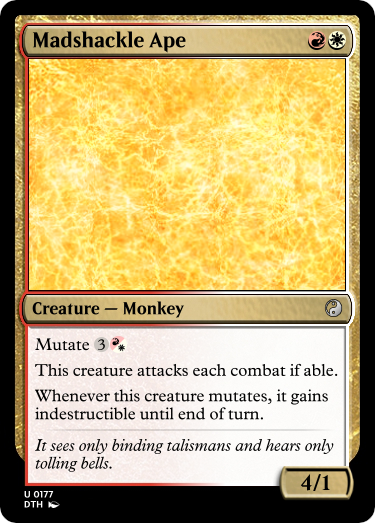 Madshackle Ape
Creature — Monkey
Mutate 3
This creature attacks each combat if able.
Whenever this creature mutates, it gains
indestructible until end of turn.
It sees only binding talismans and hears only
tolling bells.
4/1
U 0177
DTH